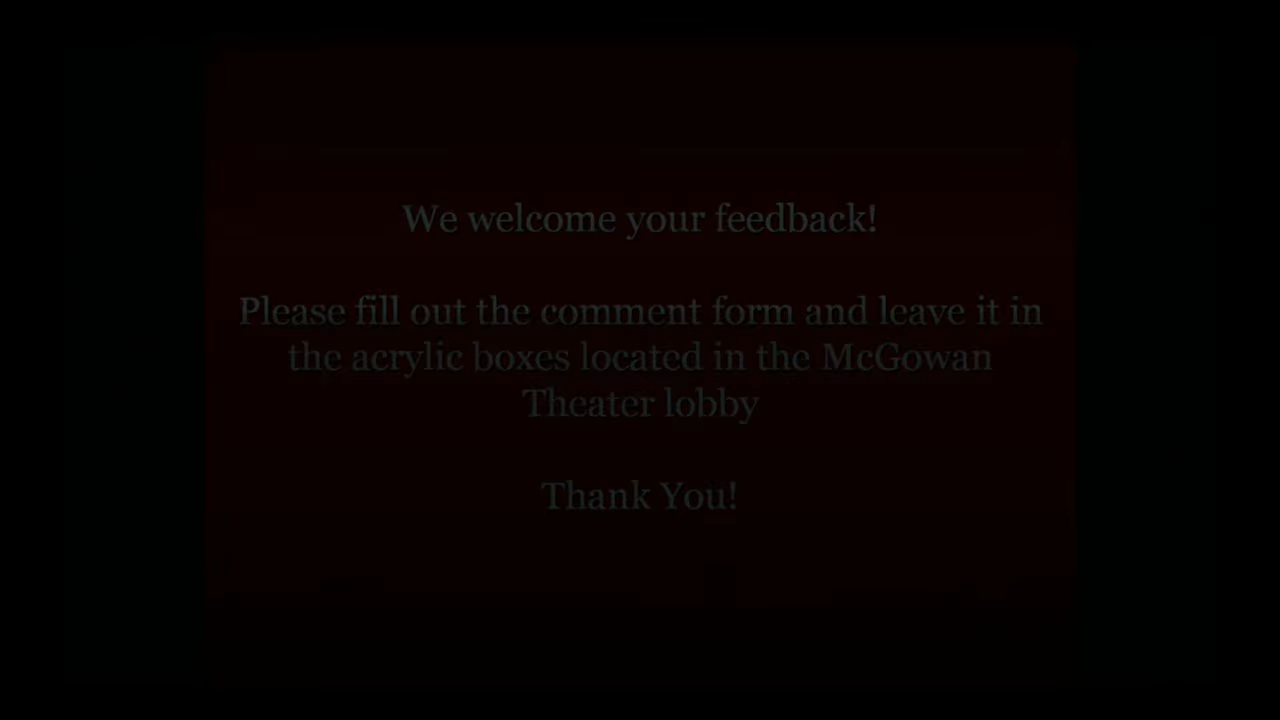 We welcome your feedback!
Please fill out the comment form and leave it in
the acrylic boxes located in the McGowan
Theater lobby
Thank You!